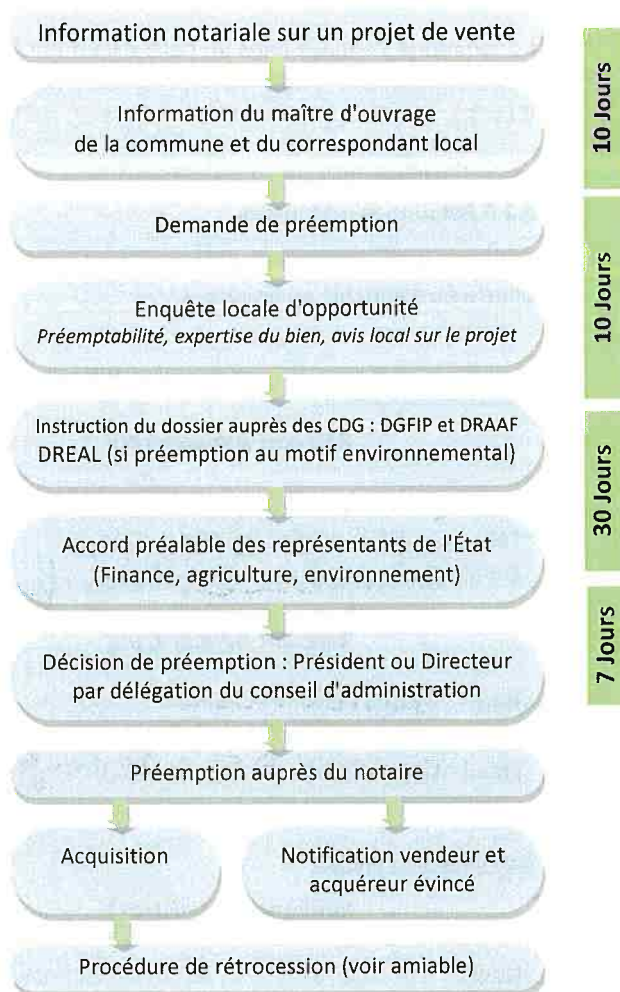 Information notariale sur un projet de vente
10 Jours
Information du maître d'ouvrage
de la commune et du correspondant local
Demande de préemption
10 Jours
Enquête locale d'opportunité
Préemptabilité, expertise du bien, avis local sur le projet
Instruction du dossier auprès des CDG : DGFIP et DRAAF
DREAL (si préemption au motif environnemental)
30 Jours
Accord préalable des représentants de l'État
(Finance, agriculture, environnement)
7 Jours
Décision de préemption : Président ou Directeur
par délégation du conseil d'administration
Préemption auprès du notaire
Acquisition
Notification vendeur et
acquéreur évincé
Procédure de rétrocession (voir amiable)